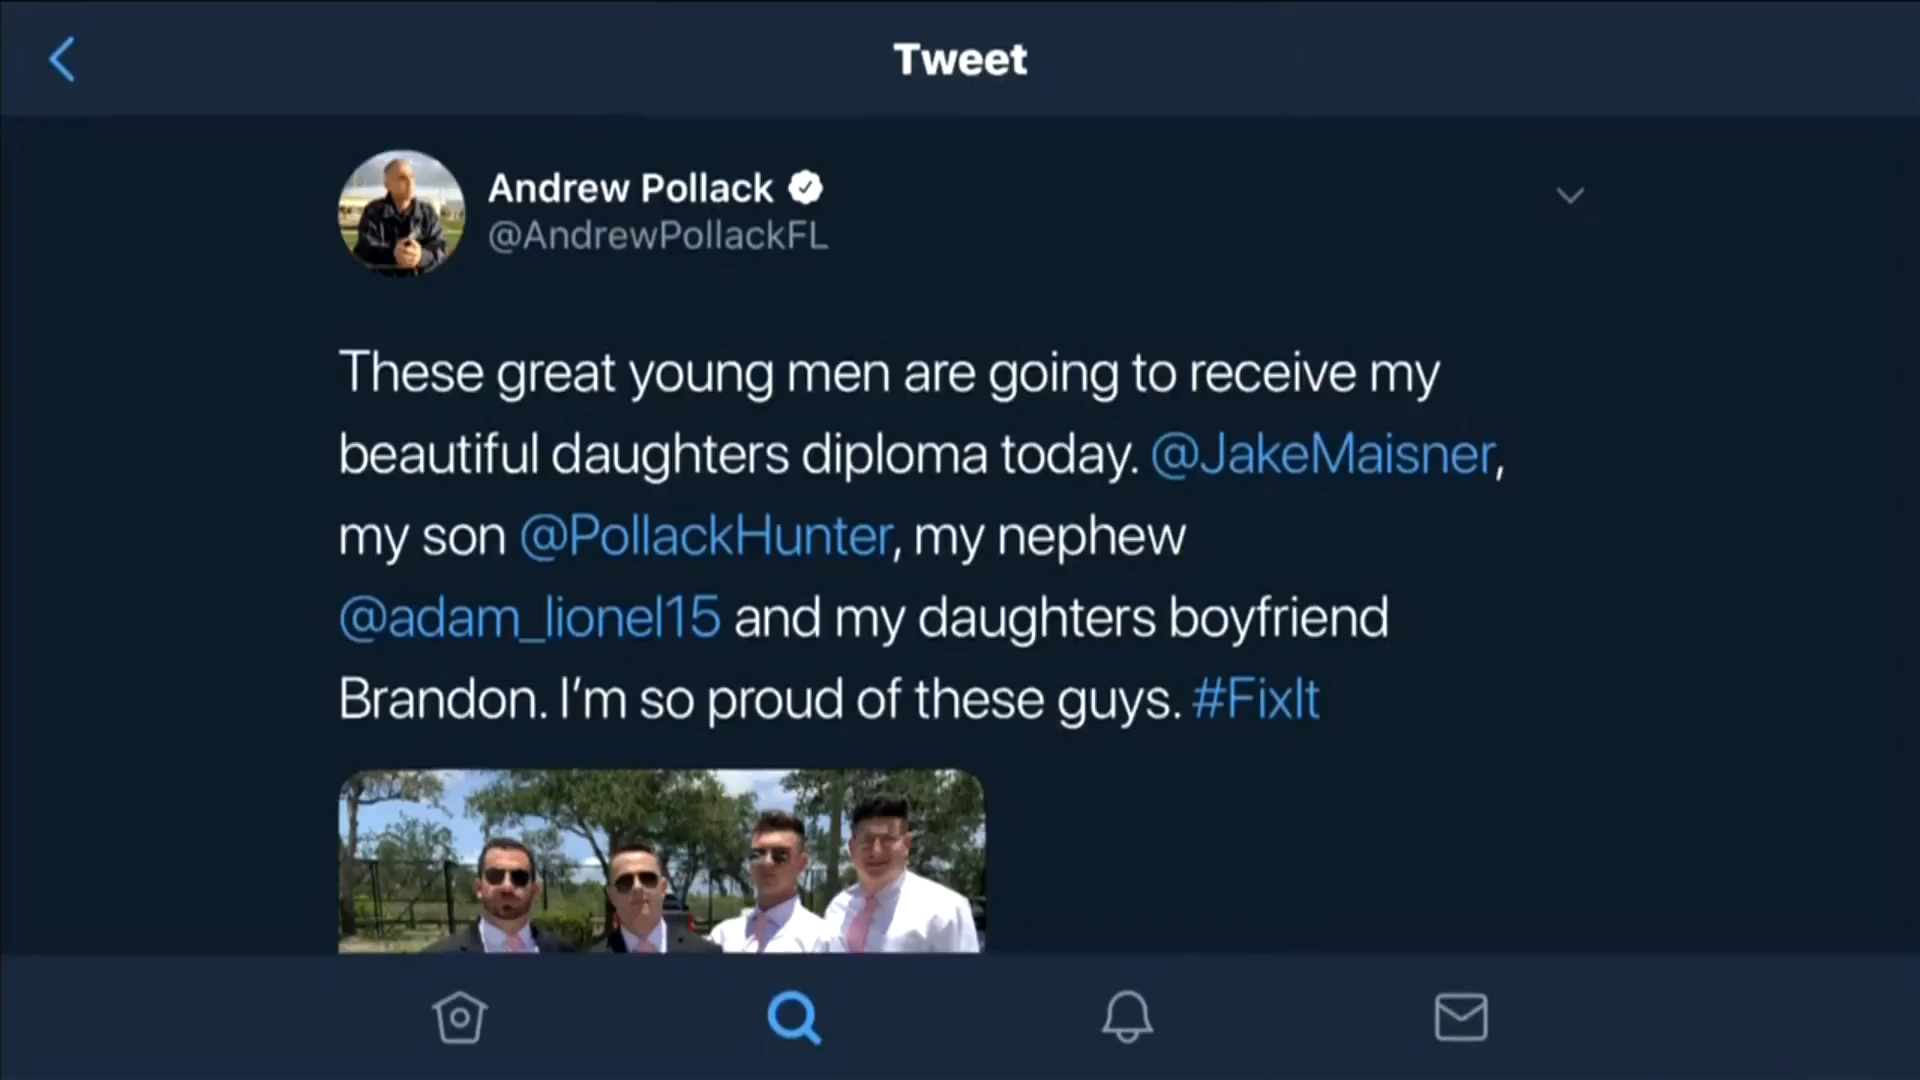 Tweet
Andrew Pollack
@AndrewPollackFL
These great young men are going to receive my
beautiful daughters diploma today. @JakeMaisner,
my son @PollackHunter, my nephew
@adam_lionel15 and my daughters boyfriend
Brandon. I'm so proud of these guys. #FixIt